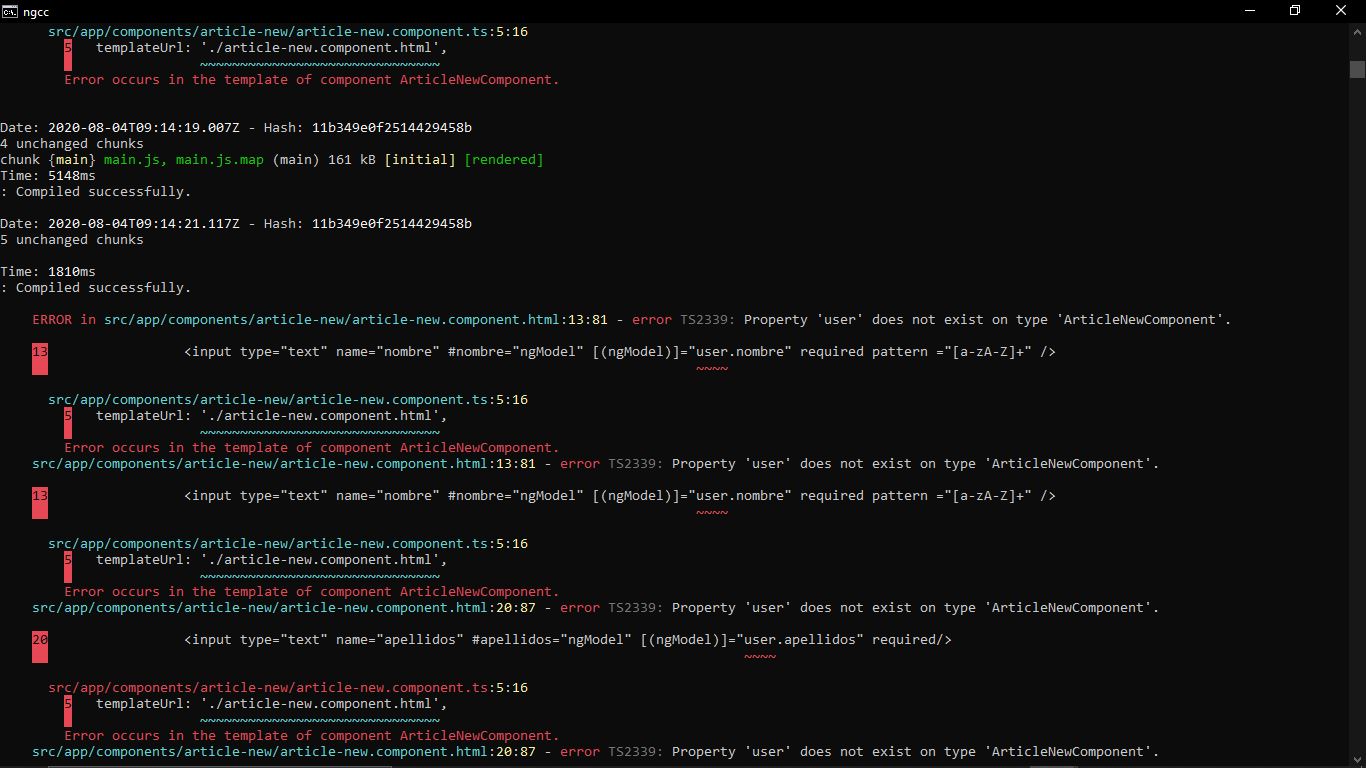 ngcc
src/app/components/article-new/article-new.component.ts:5:16
5 templateUrl: './article-new.component.html',
~~~~~~~~~~~~~~~~~~~~~~~~~~~~~~
Error occurs in the template of component ArticleNewComponent.
Date: 2020-08-04T09:14:19.007Z - Hash: 11b349e0f2514429458b
4 unchanged chunks
chunk {main} main.js, main.js.map (main) 161 kB [initial] [rendered]
Time: 5148ms
: Compiled successfully.
Date: 2020-08-04T09:14:21.117Z - Hash: 11b349e0f2514429458b
5 unchanged chunks
Time: 1810ms
: Compiled successfully.
ERROR in src/app/components/article-new/article-new.component.html:13:81 - error TS2339: Property 'user' does not exist on type 'ArticleNewComponent'.
13 <input type="text" name="nombre" #nombre="ngModel" [(ngModel)]="user.nombre" required pattern ="[a-zA-Z]+" />
~~~~
src/app/components/article-new/article-new.component.ts:5:16
5 templateUrl: './article-new.component.html',
~~~~~~~~~~~~~~~~~~~~~~~~~~~~~~
Error occurs in the template of component ArticleNewComponent.
src/app/components/article-new/article-new.component.html:13:81 - error TS2339: Property 'user' does not exist on type 'ArticleNewComponent'.
13 <input type="text" name="nombre" #nombre="ngModel" [(ngModel)]="user.nombre" required pattern ="[a-zA-Z]+" />
~~~~
src/app/components/article-new/article-new.component.ts:5:16
5 templateUrl: './article-new.component.html',
~~~~~~~~~~~~~~~~~~~~~~~~~~~~~~
Error occurs in the template of component ArticleNewComponent.
src/app/components/article-new/article-new.component.html:20:87 - error TS2339: Property 'user' does not exist on type 'ArticleNewComponent'.
20 <input type="text" name="apellidos" #apellidos="ngModel" [(ngModel)]="user.apellidos" required/>
~~~~
src/app/components/article-new/article-new.component.ts:5:16
5 templateUrl: './article-new.component.html',
~~~~~~~~~~~~~~~~~~~~~~~~~~~~~~
Error occurs in the template of component ArticleNewComponent.
src/app/components/article-new/article-new.component.html:20:87 - error TS2339: Property 'user' does not exist on type 'ArticleNewComponent'.